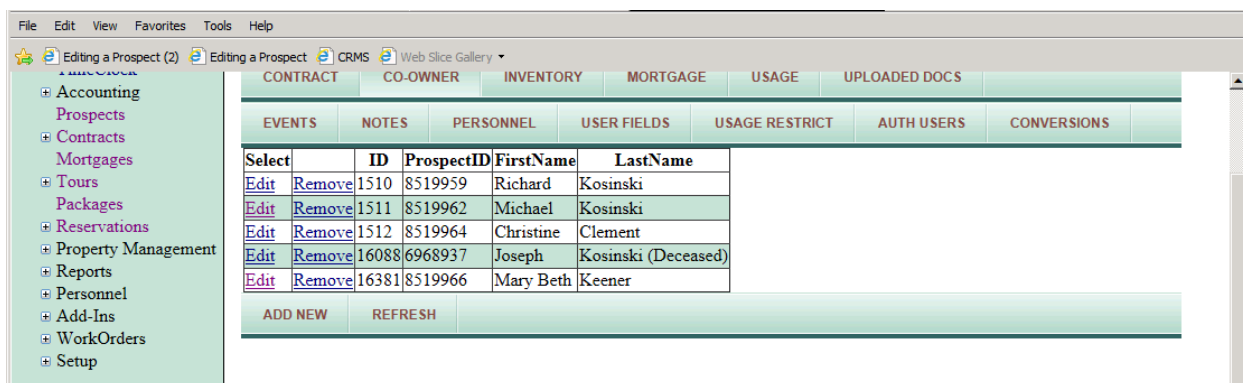 File Edit View Favorites Tools Help
Editing a Prospect (2) Editing a Prospect CRMS Web Slice Gallery
TimeClock
Accounting
Prospects
Contracts
Mortgages
Tours
Packages
Reservations
Property Management
Reports
Personnel
Add-Ins
WorkOrders
Setup
CONTRACT CO-OWNER INVENTORY MORTGAGE USAGE UPLOADED DOCS
EVENTS NOTES PERSONNEL USER FIELDS USAGE RESTRICT AUTH USERS CONVERSIONS
Select ID ProspectID FirstName LastName
Edit Remove 1510 8519959 Richard Kosinski
Edit Remove 1511 8519962 Michael Kosinski
Edit Remove 1512 8519964 Christine Clement
Edit Remove 16088 6968937 Joseph Kosinski (Deceased)
Edit Remove 16381 8519966 Mary Beth Keener
ADD NEW REFRESH